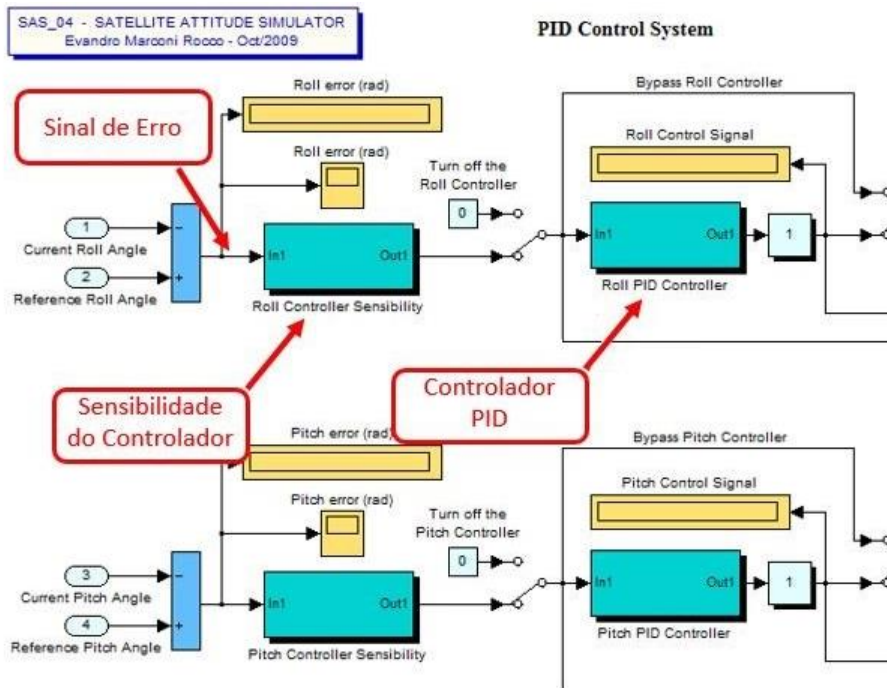 SAS_04 - SATELLITE ATTITUDE SIMULATOR
Evandro Marconi Rocco - Oct/2009
PID Control System
Roll error (rad)
Bypass Roll Controller
Sinal de Erro
Roll error (rad)
Turn off the
Roll Controller
Roll Control Signal
0
1
Current Roll Angle
2
Reference Roll Angle
-
+
In1
Out1
Roll Controller Sensibility
In1
Out1
Roll PID Controller
1
Sensibilidade
do Controlador
Controlador
PID
Pitch error (rad)
Bypass Pitch Controller
Pitch error (rad)
Turn off the
Pitch Controller
Pitch Control Signal
0
3
Current Pitch Angle
4
Reference Pitch Angle
-
+
In1
Out1
Pitch Controller Sensibility
In1
Out1
Pitch PID Controller
1